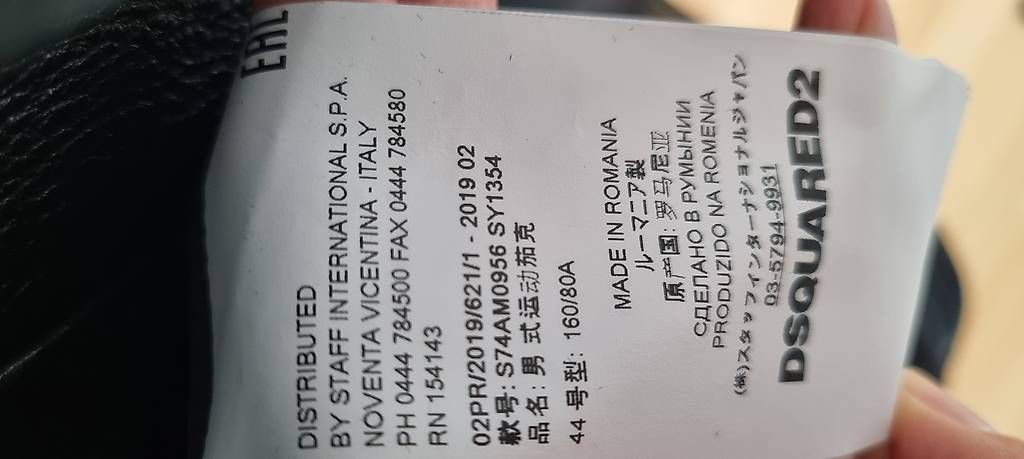 EAC
DISTRIBUTED
BY STAFF INTERNATIONAL S.P.A.
NOVENTA VICENTINA - ITALY
PH 0444 784500 FAX 0444 784580
RN 154143
02PR/2019/621/1 - 2019 02
款号: S74AM0956 SY1354
品名: 男 式运动茄克
44 号型: 160/80A
MADE IN ROMANIA
ルーマニア製
原产国: 罗马尼亚
СДЕЛАНО В РУМЫНИИ
PRODUZIDO NA ROMENIA
(株)スタッフインターナショナルジャパン
03-5794-9931
DSQUARED2